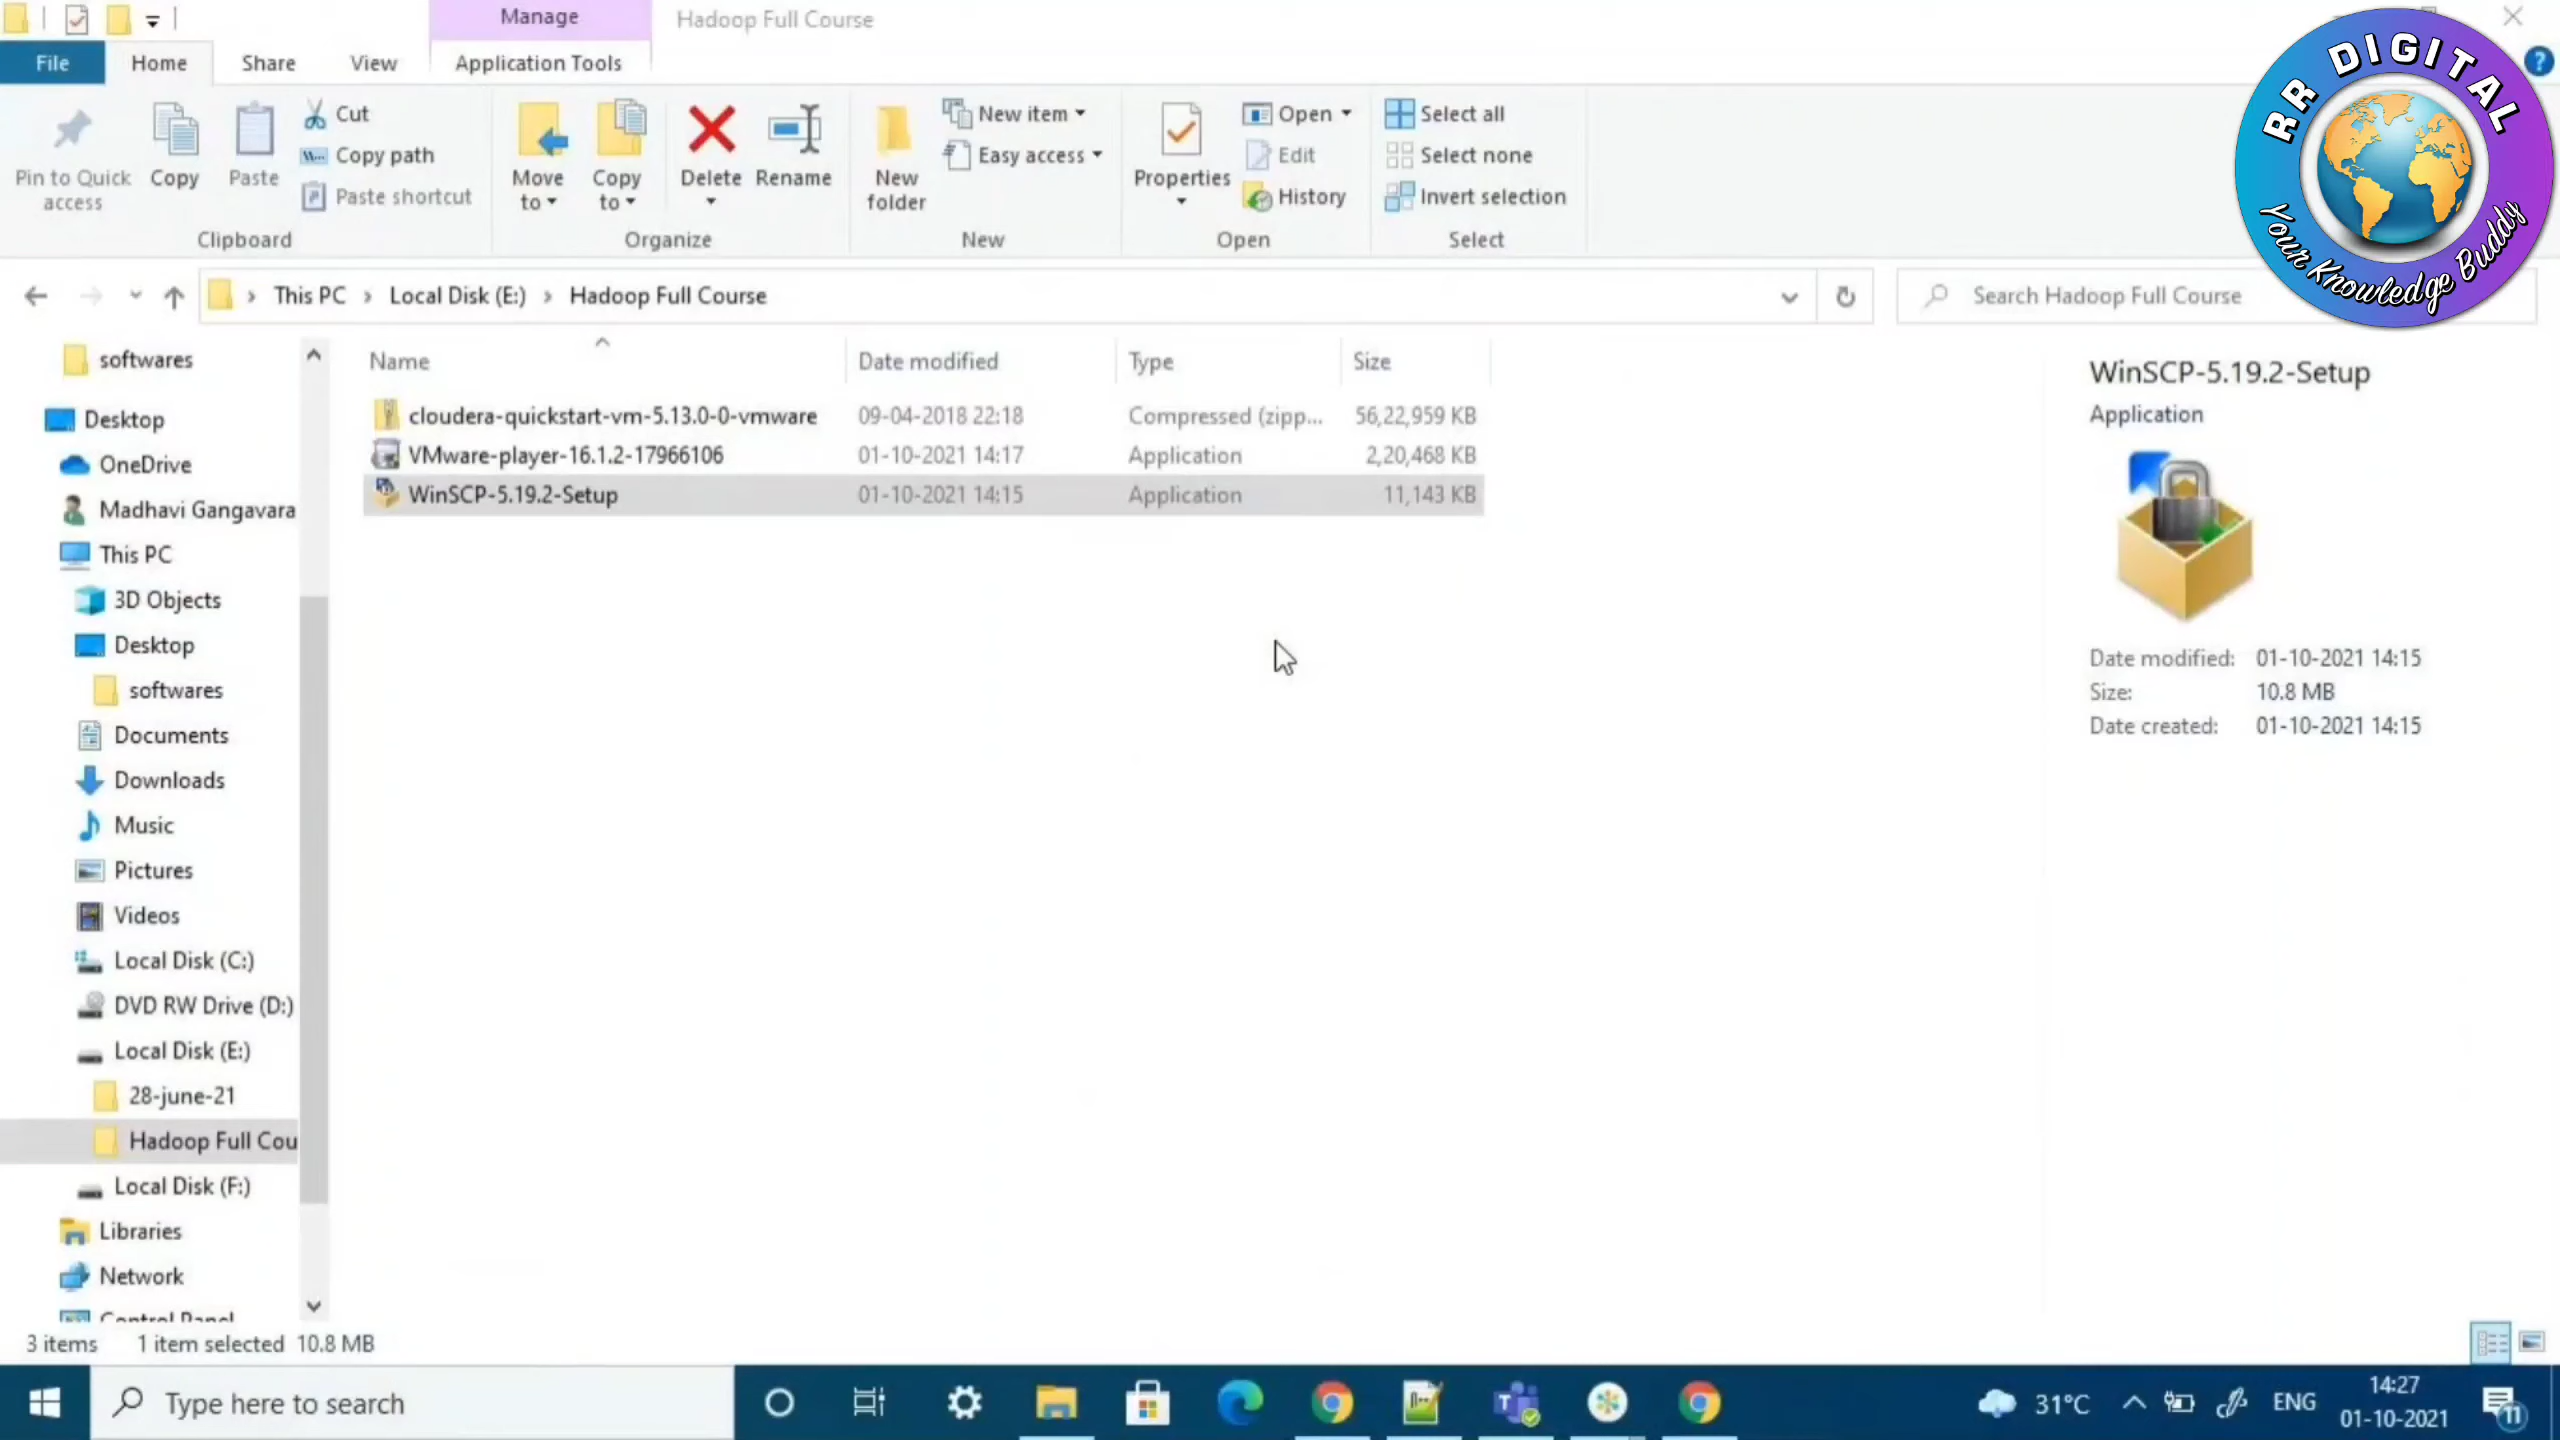 Manage
Hadoop Full Course
File
Home
Share
View
Application Tools
Pin to Quick access
Copy
Paste
Cut
Copy path
Paste shortcut
Clipboard
Move to
Copy to
Delete
Rename
Organize
New folder
New item
Easy access
New
Properties
Open
Edit
History
Open
Select all
Select none
Invert selection
Select
RR DIGITAL
Your Knowledge Buddy
This PC › Local Disk (E:) › Hadoop Full Course
Search Hadoop Full Course
softwares
Desktop
OneDrive
Madhavi Gangavara
This PC
3D Objects
Desktop
softwares
Documents
Downloads
Music
Pictures
Videos
Local Disk (C:)
DVD RW Drive (D:)
Local Disk (E:)
28-june-21
Hadoop Full Cou
Local Disk (F:)
Libraries
Network
Control Panel
Name Date modified Type Size
cloudera-quickstart-vm-5.13.0-0-vmware 09-04-2018 22:18 Compressed (zipp... 56,22,959 KB
VMware-player-16.1.2-17966106 01-10-2021 14:17 Application 2,20,468 KB
WinSCP-5.19.2-Setup 01-10-2021 14:15 Application 11,143 KB
WinSCP-5.19.2-Setup
Application
Date modified: 01-10-2021 14:15
Size: 10.8 MB
Date created: 01-10-2021 14:15
3 items 1 item selected 10.8 MB
Type here to search
31°C
ENG
14:27
01-10-2021
11